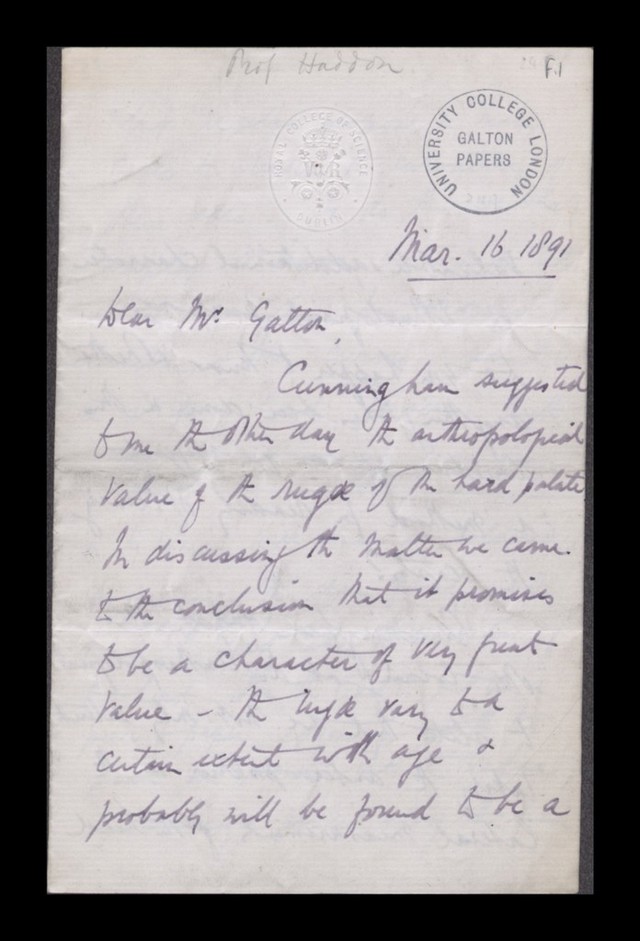 Prof Haddon
F.1
ROYAL COLLEGE OF SCIENCE
DUBLIN
V R
UNIVERSITY COLLEGE LONDON
GALTON
PAPERS
Mar. 16 1891
Dear Mr. Galton,
Cunningham suggested
to me the other day the anthropological
value of the rugæ of the hard palate
In discussing the matter we came
to the conclusion that it promises
to be a character of very great
value – the rugæ vary to a
certain extent with age &
probably will be found to be a